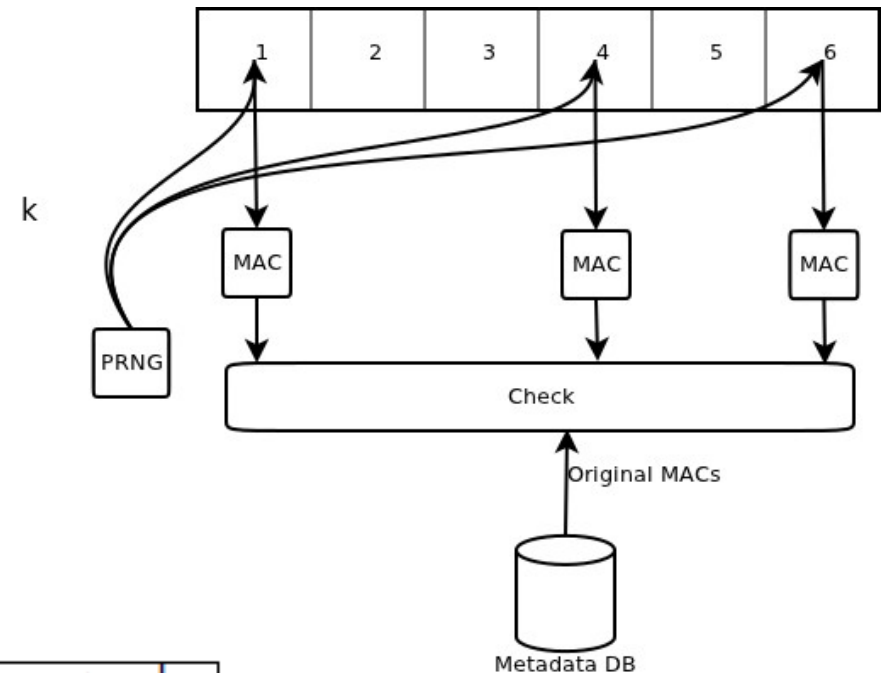 1 2 3 4 5 6
k
MAC MAC MAC
PRNG
Check
Original MACs
Metadata DB